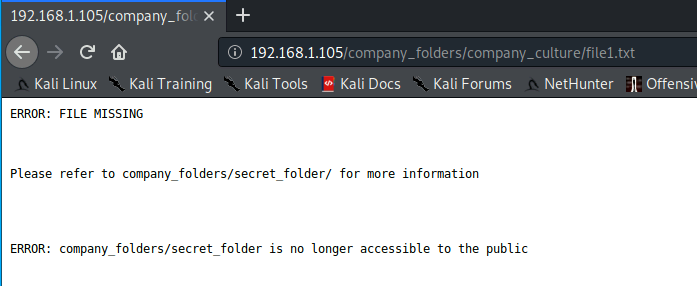 192.168.1.105/company_fol
192.168.1.105/company_folders/company_culture/file1.txt
Kali Linux Kali Training Kali Tools Kali Docs Kali Forums NetHunter Offensiv
ERROR: FILE MISSING
Please refer to company_folders/secret_folder/ for more information
ERROR: company_folders/secret_folder is no longer accessible to the public